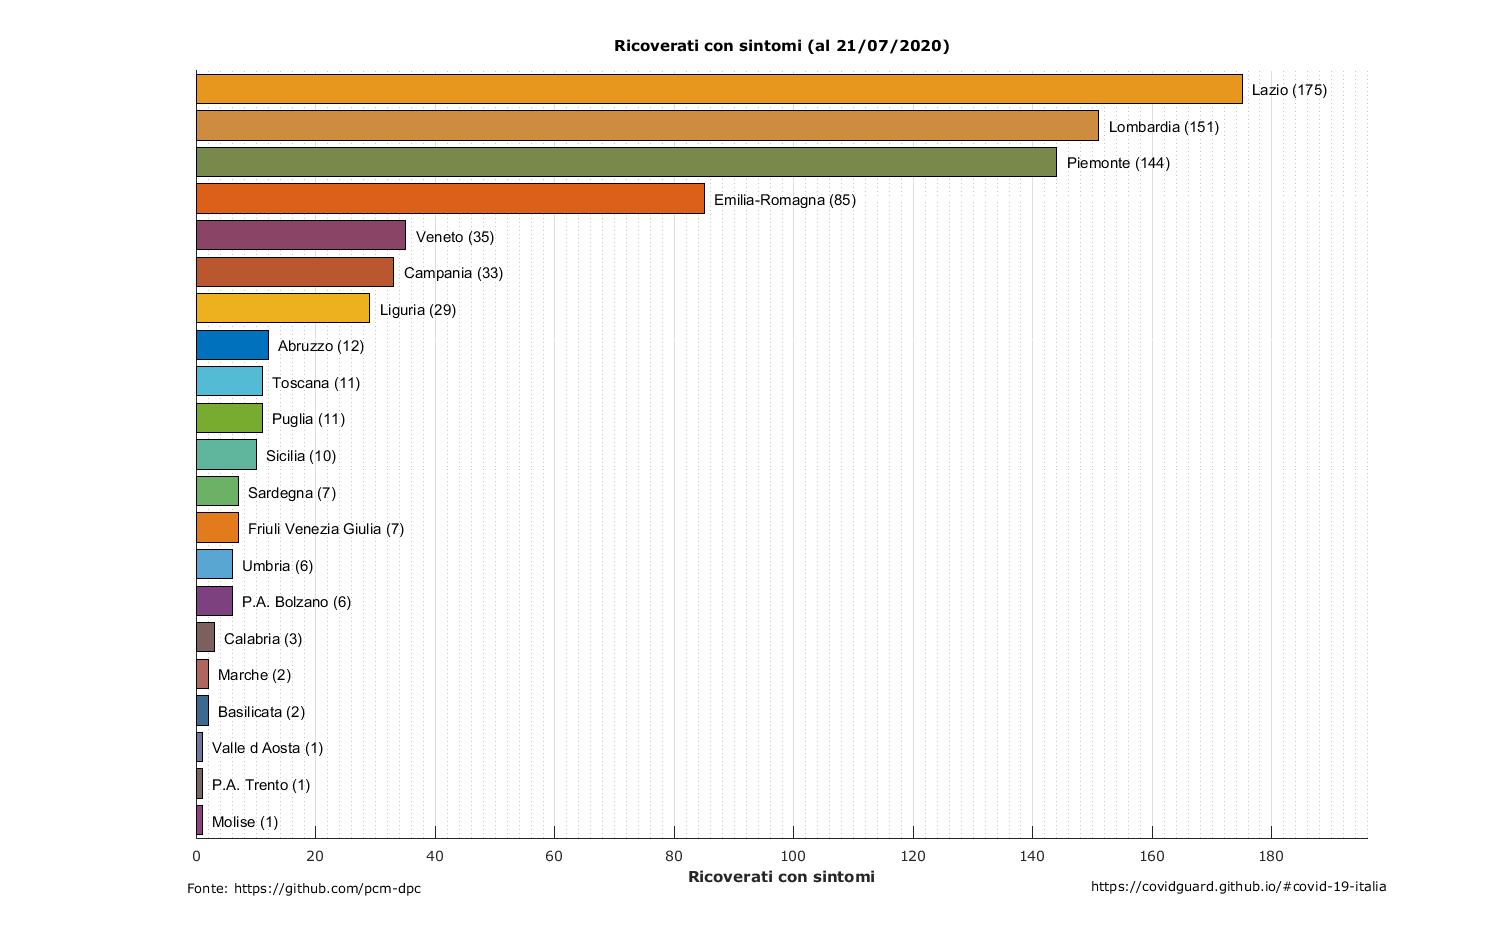 Ricoverati con sintomi (al 21/07/2020)
Lazio (175)
Lombardia (151)
Piemonte (144)
Emilia-Romagna (85)
Veneto (35)
Campania (33)
Liguria (29)
Abruzzo (12)
Toscana (11)
Puglia (11)
Sicilia (10)
Sardegna (7)
Friuli Venezia Giulia (7)
Umbria (6)
P.A. Bolzano (6)
Calabria (3)
Marche (2)
Basilicata (2)
Valle d Aosta (1)
P.A. Trento (1)
Molise (1)
0 20 40 60 80 100 120 140 160 180
Ricoverati con sintomi
Fonte: https://github.com/pcm-dpc
https://covidguard.github.io/#covid-19-italia